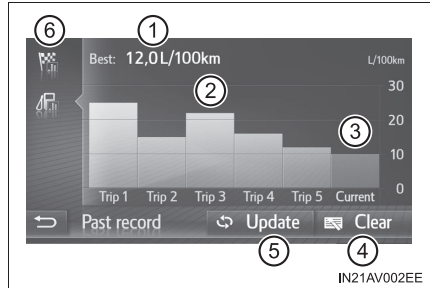 6 1
Best: 12,0L/100km L/100km
30
2
20
3
10
0
Trip 1 Trip 2 Trip 3 Trip 4 Trip 5 Current
Past record Update Clear
5 4
IN21AV002EE